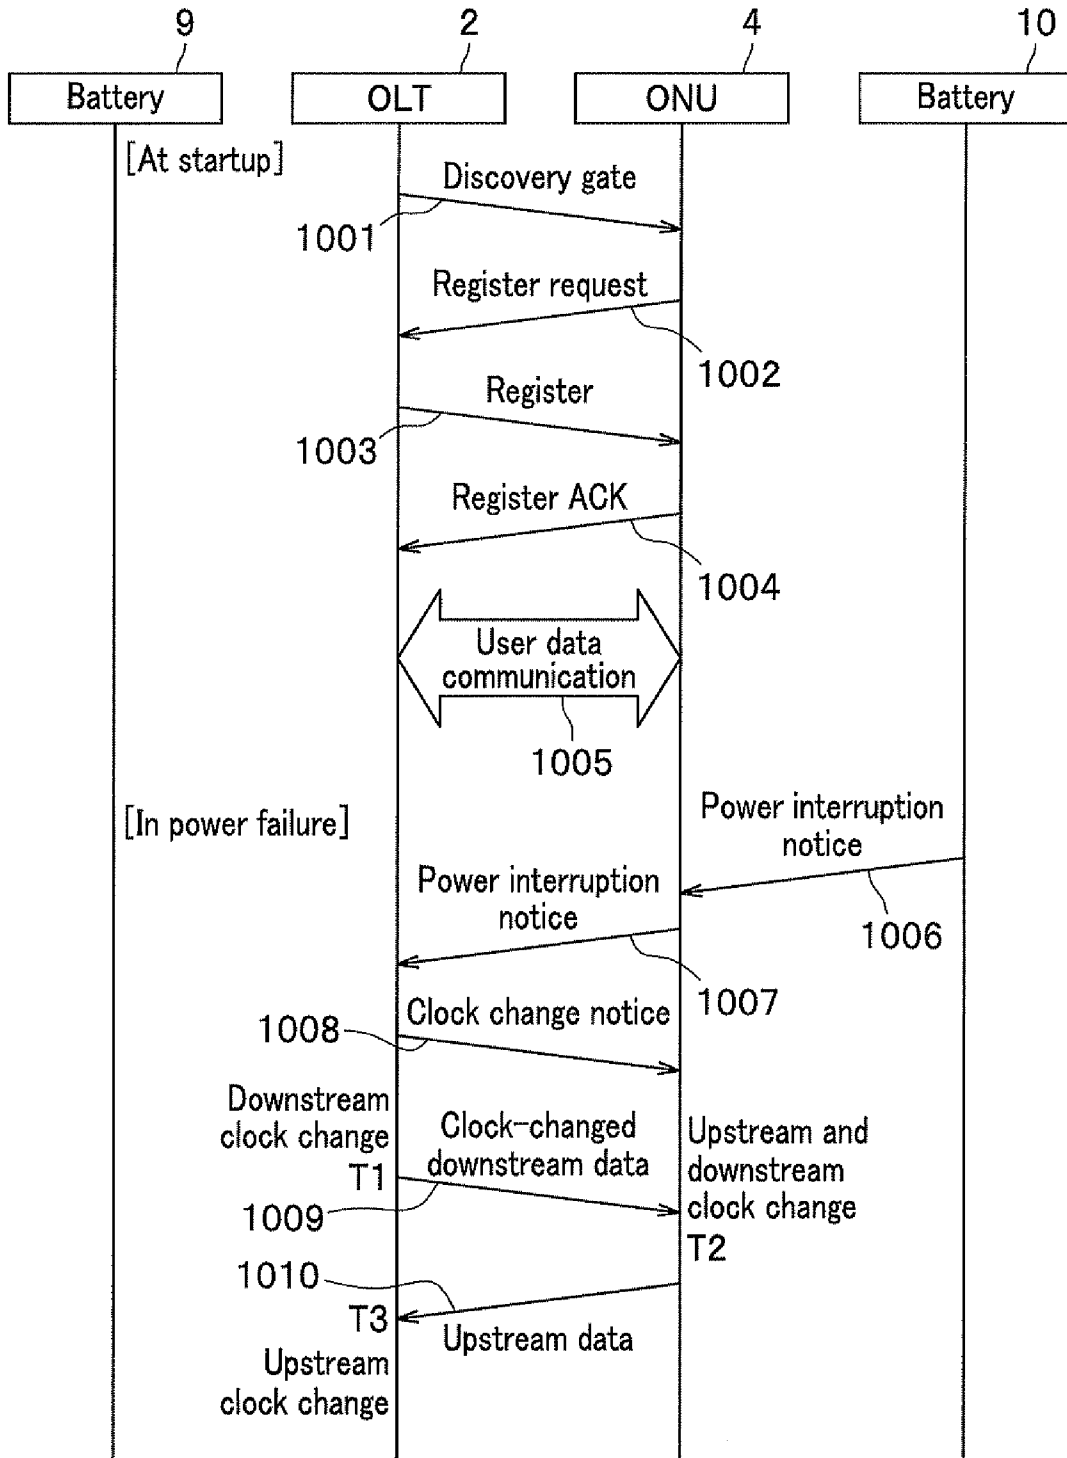 9
2
4
10
Battery
OLT
ONU
Battery
[At startup]
Discovery gate
1001
Register request
1002
Register
1003
Register ACK
1004
User data
communication
1005
[In power failure]
Power interruption
notice
1006
Power interruption
notice
1007
Clock change notice
1008
Downstream
clock change
T1
Clock-changed
downstream data
1009
Upstream and
downstream
clock change
T2
1010
T3
Upstream data
Upstream
clock change